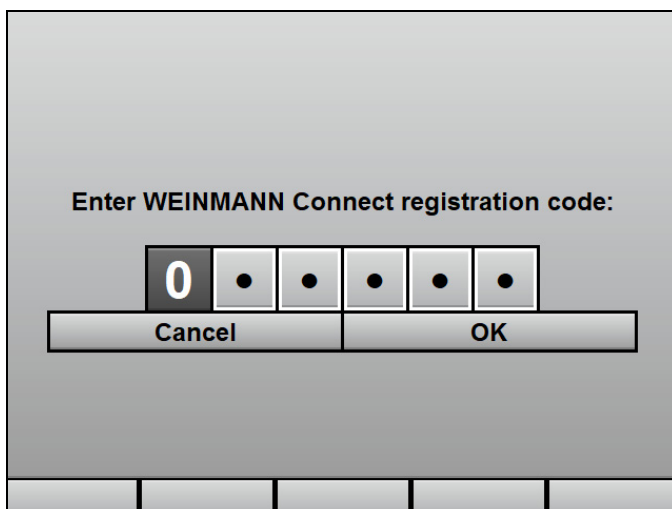 Enter WEINMANN Connect registration code:
0 • • • • •
Cancel OK